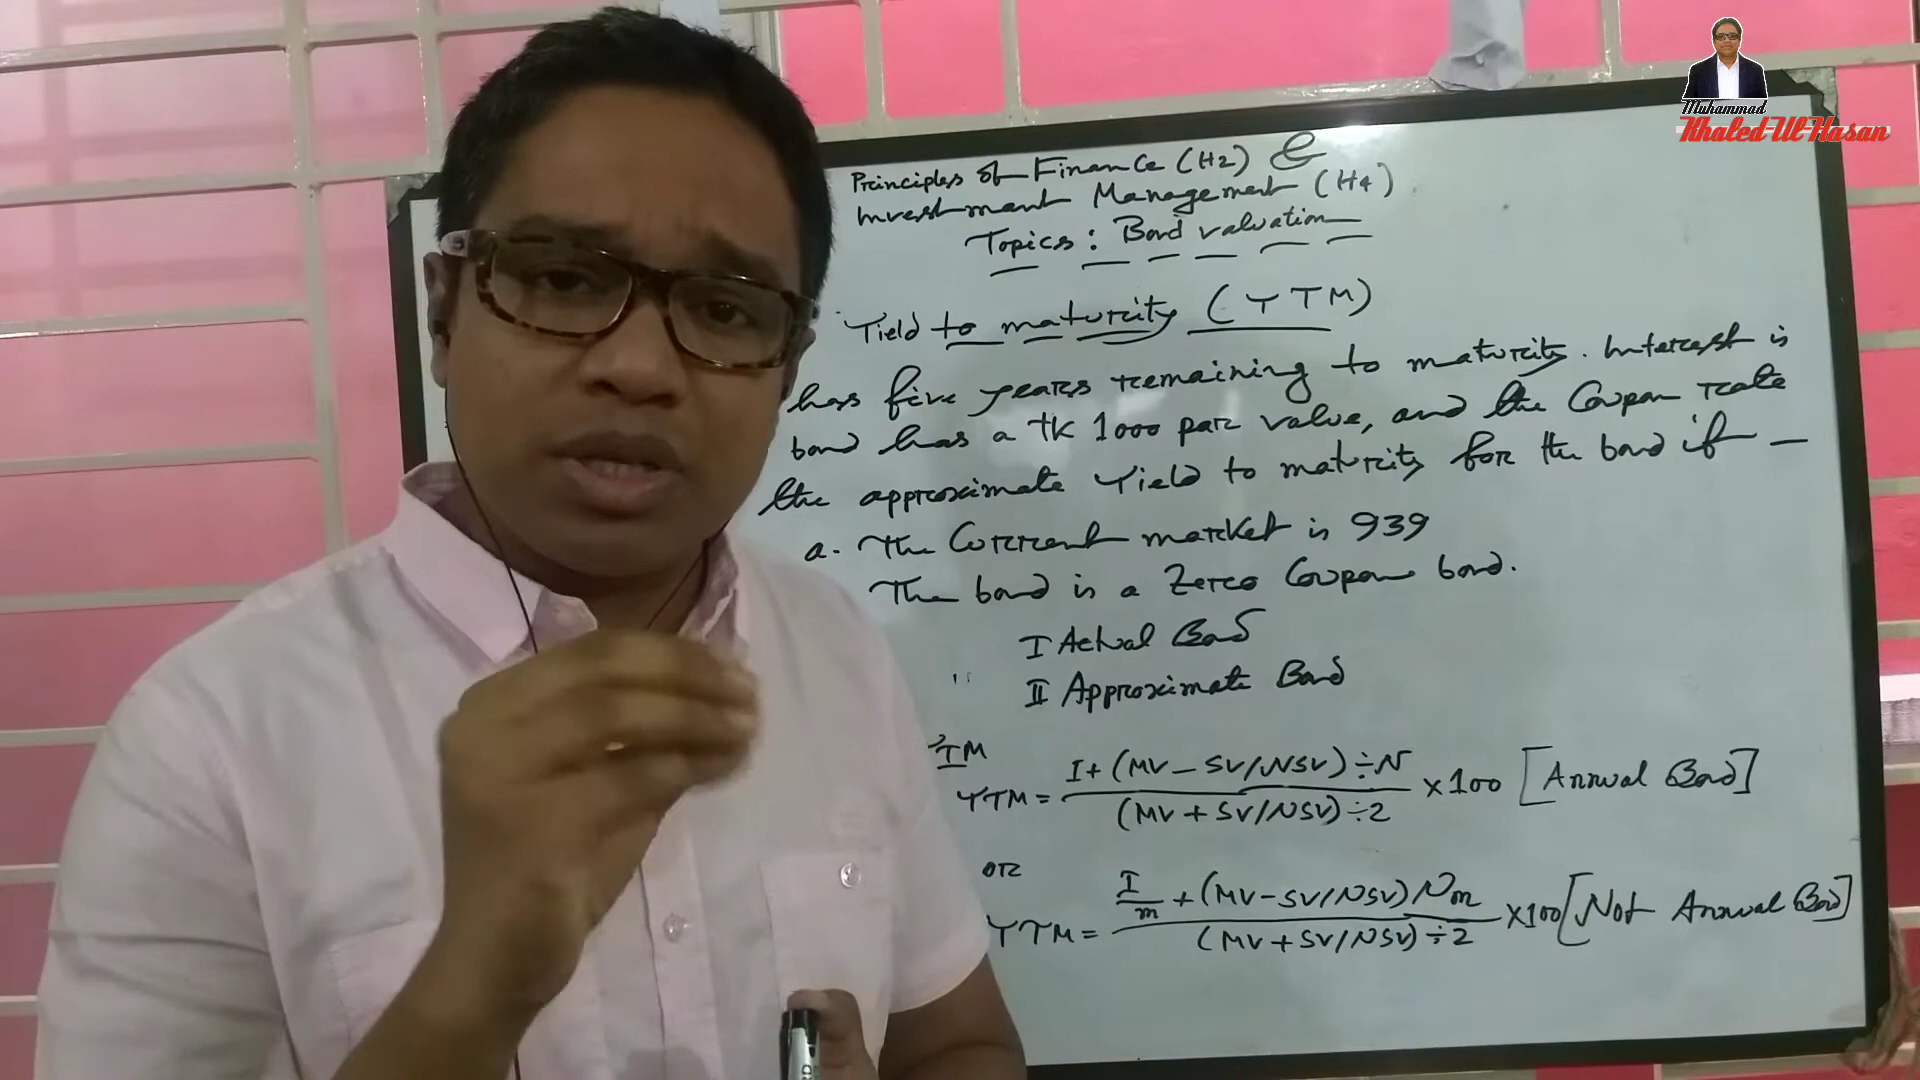 Muhammad
Khaled-Ul-Hasan
Principles of Finance (H2) &
Investment Management (H4)
Topics : Bond valuation
Yield to maturity (YTM)
has five years remaining to maturity. Interest is
bond has a tk 1000 par value, and the Coupon rate
the approximate Yield to maturity for the bond if —
a. The Current market is 939
The bond is a Zero Coupon bond.
I Actual Bond
II Approximate Bond
TM
YTM = I + (MV - SV/NSV) ÷ N / (MV + SV/NSV) ÷ 2 × 100 [Annual Bond]
OR
YTM = I/m + (MV - SV/NSV) Nm / (MV + SV/NSV) ÷ 2 × 100 [Not Annual Bond]